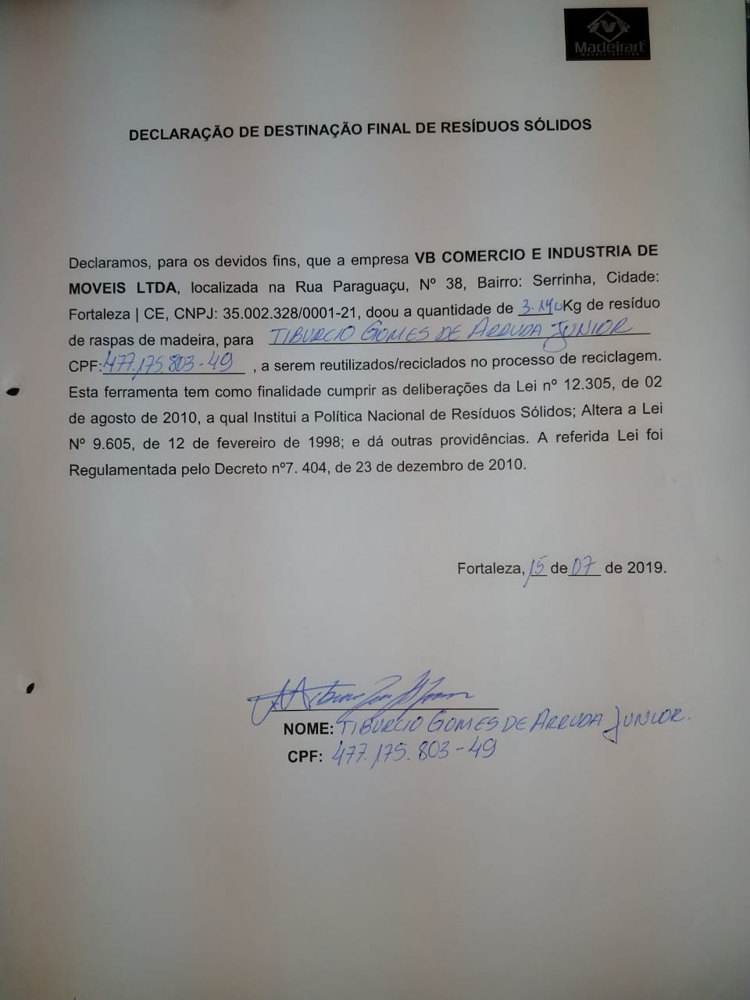 Madeirart
DECLARAÇÃO DE DESTINAÇÃO FINAL DE RESÍDUOS SÓLIDOS
Declaramos, para os devidos fins, que a empresa VB COMERCIO E INDUSTRIA DE
MOVEIS LTDA, localizada na Rua Paraguaçu, Nº 38, Bairro: Serrinha, Cidade:
Fortaleza | CE, CNPJ: 35.002.328/0001-21, doou a quantidade de 3.190Kg de resíduo
de raspas de madeira, para TIBURCIO GOMES DE ARRUDA JUNIOR
CPF:477.175.803-49, a serem reutilizados/reciclados no processo de reciclagem.
Esta ferramenta tem como finalidade cumprir as deliberações da Lei nº 12.305, de 02
de agosto de 2010, a qual Institui a Política Nacional de Resíduos Sólidos; Altera a Lei
Nº 9.605, de 12 de fevereiro de 1998; e dá outras providências. A referida Lei foi
Regulamentada pelo Decreto nº7. 404, de 23 de dezembro de 2010.
Fortaleza, 15 de 07 de 2019.
NOME: TIBURCIO GOMES DE ARRUDA JUNIOR.
CPF: 477.175.803-49